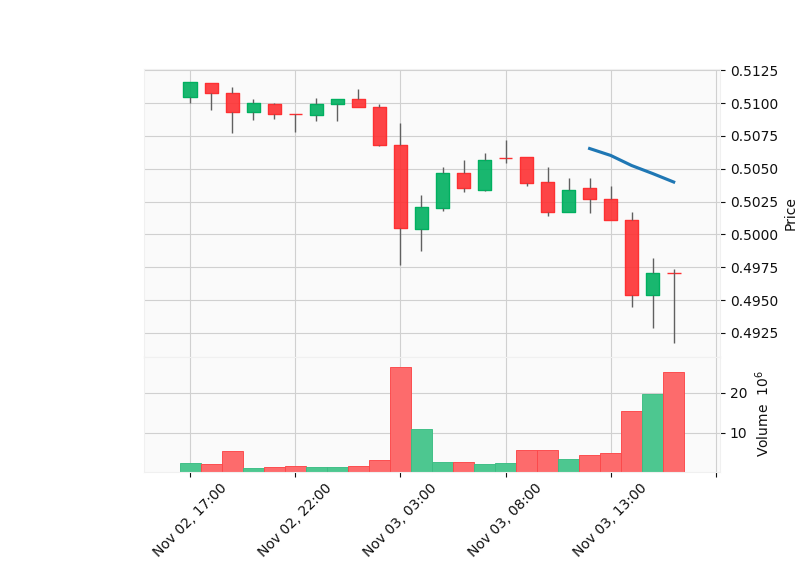 0.5125
0.5100
0.5075
0.5050
0.5025
0.5000
0.4975
0.4950
0.4925
Price
20
10
Volume 10⁶
Nov 02, 17:00
Nov 02, 22:00
Nov 03, 03:00
Nov 03, 08:00
Nov 03, 13:00